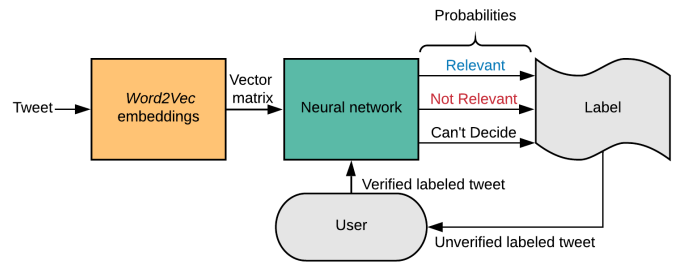 Probabilities
Tweet
Word2Vec
embeddings
Vector
matrix
Neural network
Relevant
Not Relevant
Can't Decide
Label
Verified labeled tweet
User
Unverified labeled tweet